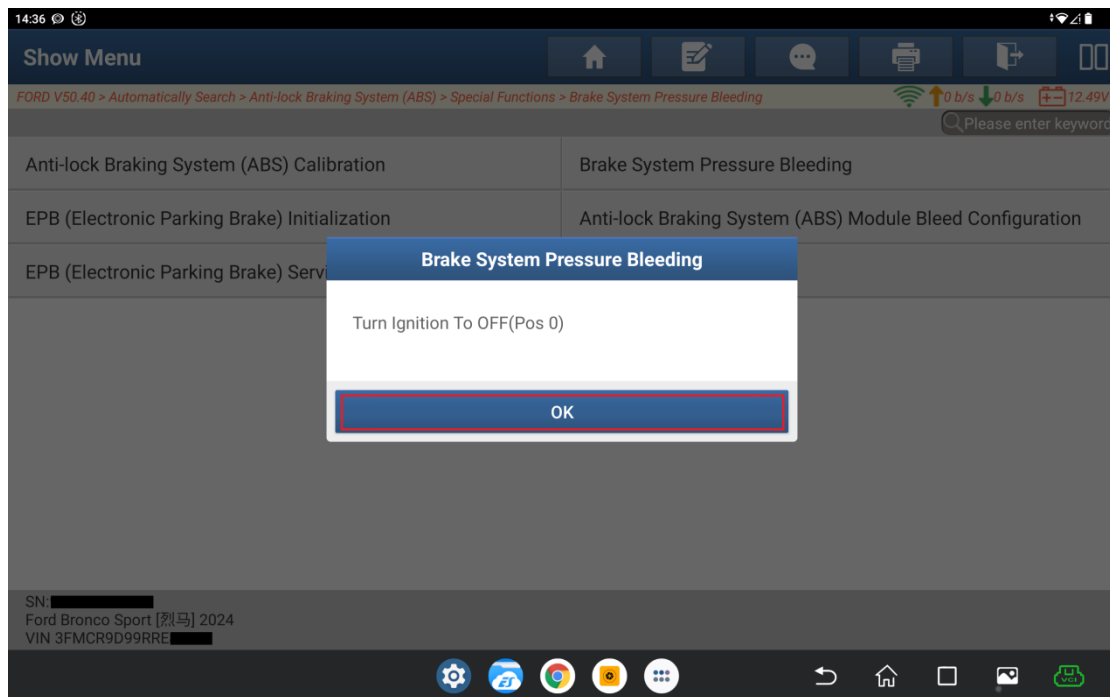 14:36
Show Menu
FORD V50.40 > Automatically Search > Anti-lock Braking System (ABS) > Special Functions > Brake System Pressure Bleeding
0 b/s 0 b/s 12.49V
Please enter keyword
Anti-lock Braking System (ABS) Calibration
Brake System Pressure Bleeding
EPB (Electronic Parking Brake) Initialization
Anti-lock Braking System (ABS) Module Bleed Configuration
EPB (Electronic Parking Brake) Servi
Brake System Pressure Bleeding
Turn Ignition To OFF(Pos 0)
OK
SN:
Ford Bronco Sport [烈马] 2024
VIN 3FMCR9D99RRE
ES
VCI